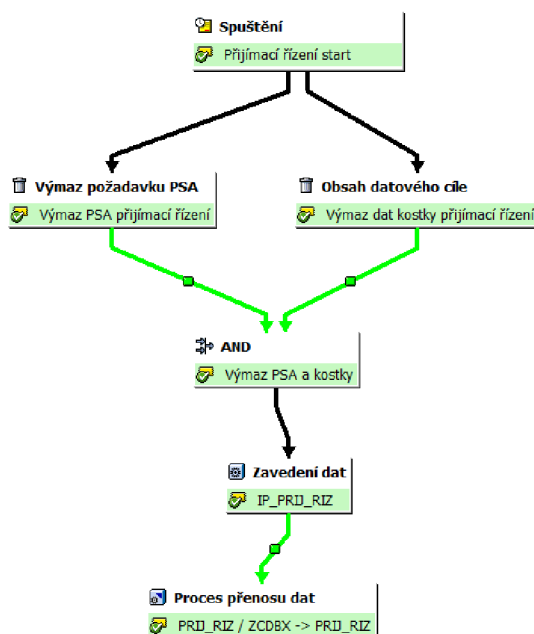 Spuštění
Přijímací řízení start
Výmaz požadavku PSA
Výmaz PSA přijímací řízení
Obsah datového cíle
Výmaz dat kostky přijímací řízení
AND
Výmaz PSA a kostky
Zavedení dat
IP_PRIJ_RIZ
Proces přenosu dat
PRIJ_RIZ / ZCDBX -> PRIJ_RIZ